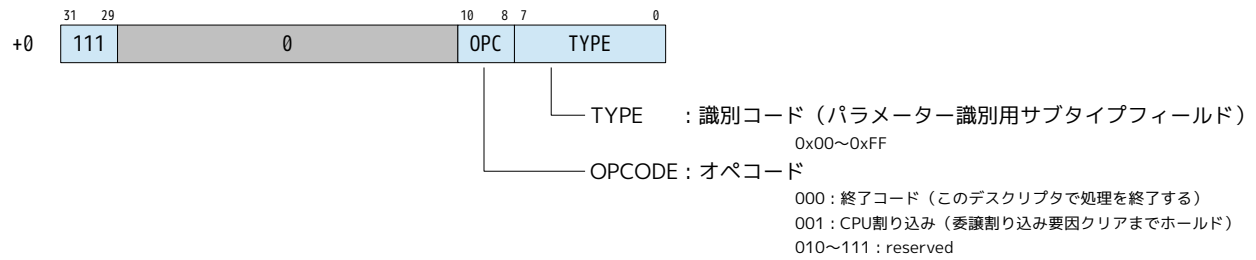 31 29 10 8 7 0
+0 111 0 OPC TYPE
TYPE : 識別コード（パラメーター識別用サブタイプフィールド）
0x00～0xFF
OPCODE : オペコード
000 : 終了コード（このデスクリプタで処理を終了する）
001 : CPU割り込み（委譲割り込み要因クリアまでホールド）
010～111 : reserved